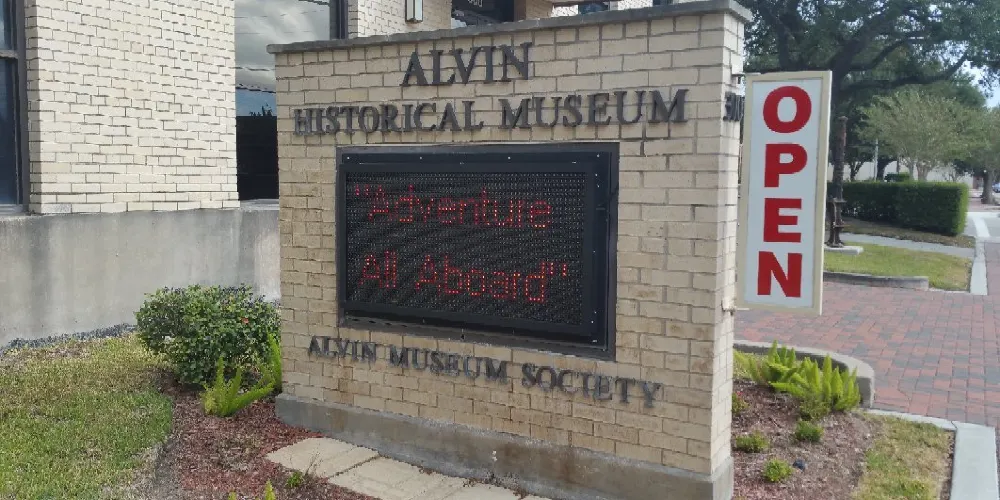 ALVIN
HISTORICAL MUSEUM
"Adventure
All Aboard"
ALVIN MUSEUM SOCIETY
OPEN